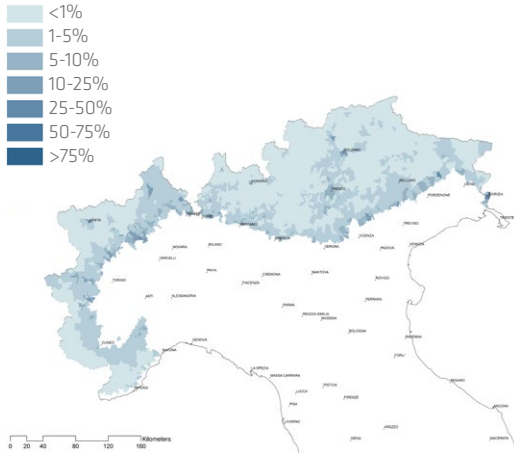 <1%
1-5%
5-10%
10-25%
25-50%
50-75%
>75%
BOLZANO
SONDRIO
TRENTO
BELLUNO
UDINE
PORDENONE
GORIZIA
TRIESTE
AOSTA
VARESE
COMO
BERGAMO
BRESCIA
VICENZA
TREVISO
VERONA
PADOVA
VENEZIA
NOVARA
MILANO
VERCELLI
PAVIA
CREMONA
MANTOVA
ROVIGO
TORINO
PIACENZA
ASTI
ALESSANDRIA
PARMA
FERRARA
REGGIO EMILIA
MODENA
BOLOGNA
RAVENNA
CUNEO
GENOVA
SAVONA
FORLI
LA SPEZIA
MASSA CARRARA
IMPERIA
LUCCA
PISTOIA
PESARO
PISA
FIRENZE
ANCONA
LIVORNO
AREZZO
SIENA
MACERATA
0 20 40 80 120 160
Kilometers